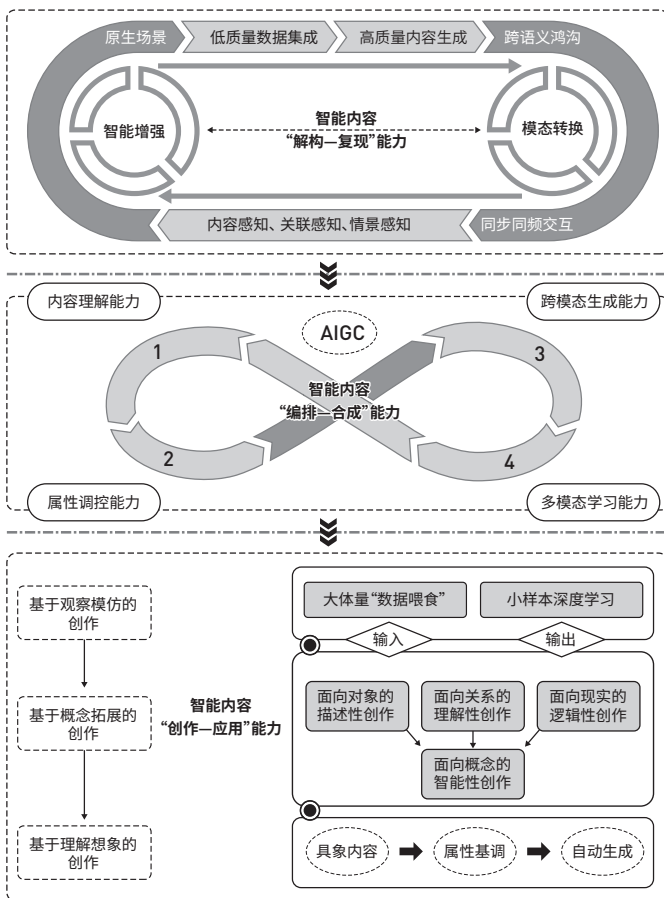 原生场景
低质量数据集成
高质量内容生成
跨语义鸿沟
智能增强
智能内容
“解构—复现”能力
模态转换
内容感知、关联感知、情景感知
同步同频交互
内容理解能力
AIGC
跨模态生成能力
1
3
智能内容
“编排—合成”能力
2
4
属性调控能力
多模态学习能力
基于观察模仿的
创作
基于概念拓展的
创作
基于理解想象的
创作
智能内容
“创作—应用”能力
大体量“数据喂食”
小样本深度学习
输入
输出
面向对象的
描述性创作
面向关系的
理解性创作
面向现实的
逻辑性创作
面向概念的
智能性创作
具象内容
属性基调
自动生成